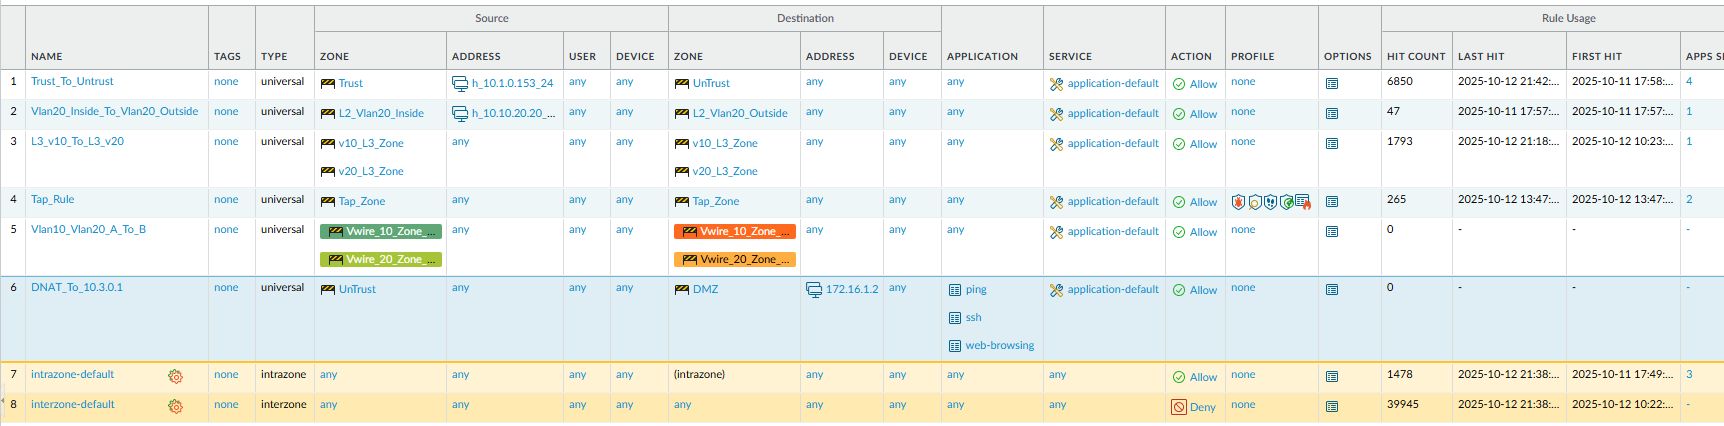 Source Destination Rule Usage
NAME TAGS TYPE ZONE ADDRESS USER DEVICE ZONE ADDRESS DEVICE APPLICATION SERVICE ACTION PROFILE OPTIONS HIT COUNT LAST HIT FIRST HIT APPS S
1 Trust_To_Untrust none universal Trust h_10.1.0.153_24 any any UnTrust any any any application-default Allow none 6850 2025-10-12 21:42:... 2025-10-11 17:58:... 4
2 Vlan20_Inside_To_Vlan20_Outside none universal L2_Vlan20_Inside h_10.10.20.20_... any any L2_Vlan20_Outside any any any application-default Allow none 47 2025-10-11 17:57:... 2025-10-11 17:57:... 1
3 L3_v10_To_L3_v20 none universal v10_L3_Zone any any any v10_L3_Zone any any any application-default Allow none 1793 2025-10-12 21:18:... 2025-10-12 10:23:... 1
v20_L3_Zone v20_L3_Zone
4 Tap_Rule none universal Tap_Zone any any any Tap_Zone any any any application-default Allow 265 2025-10-12 13:47:... 2025-10-12 13:47:... 2
5 Vlan10_Vlan20_A_To_B none universal Vwire_10_Zone_... any any any Vwire_10_Zone_... any any any application-default Allow none 0 - - -
Vwire_20_Zone_... Vwire_20_Zone_...
6 DNAT_To_10.3.0.1 none universal UnTrust any any any DMZ 172.16.1.2 any ping application-default Allow none 0 - - -
ssh
web-browsing
7 intrazone-default none intrazone any any any any (intrazone) any any any any Allow none 1478 2025-10-12 21:38:... 2025-10-11 17:49:... 3
8 interzone-default none interzone any any any any any any any any any Deny none 39945 2025-10-12 21:38:... 2025-10-12 10:22:... -